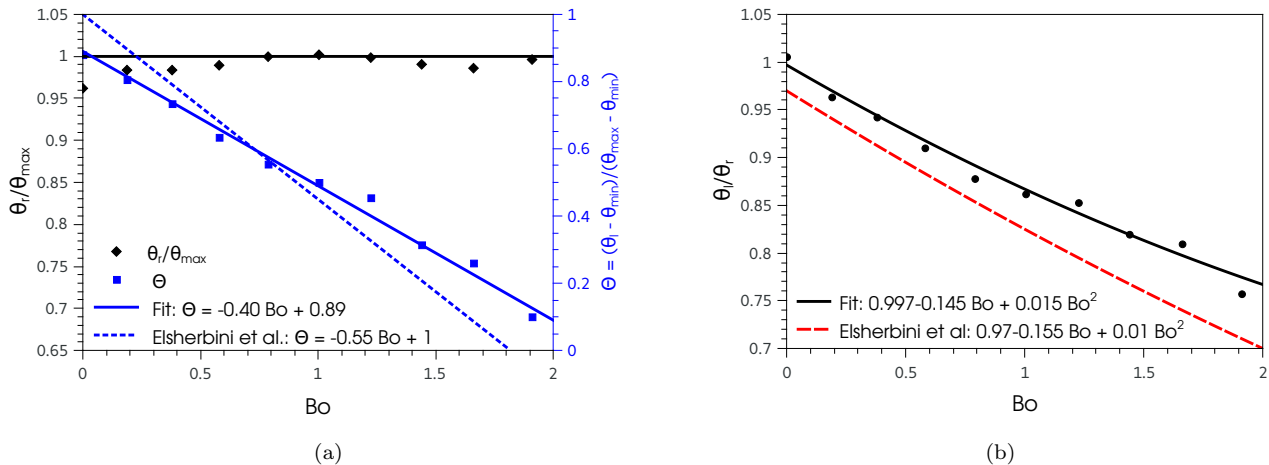 1.05
1
0.95
0.9
0.85
0.8
0.75
0.7
0.65
θr/θmax
0
0.5
1
1.5
2
Bo
1
0.8
0.6
0.4
0.2
0
Θ = (θl - θmin)/(θmax - θmin)
θr/θmax
Θ
Fit: Θ = -0.40 Bo + 0.89
Elsherbini et al.: Θ = -0.55 Bo + 1
(a)
1.05
1
0.95
0.9
0.85
0.8
0.75
0.7
θl/θr
0
0.5
1
1.5
2
Bo
Fit: 0.997-0.145 Bo + 0.015 Bo²
Elsherbini et al: 0.97-0.155 Bo + 0.01 Bo²
(b)